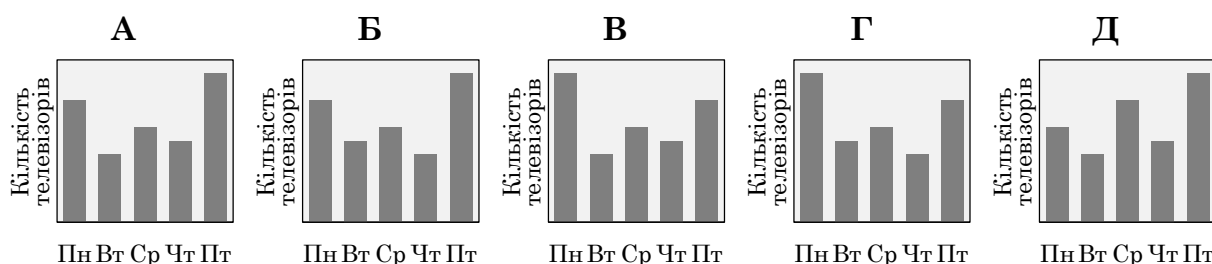 А Б В Г Д
Кількість
телевізорів
Кількість
телевізорів
Кількість
телевізорів
Кількість
телевізорів
Кількість
телевізорів
Пн Вт Ср Чт Пт
Пн Вт Ср Чт Пт
Пн Вт Ср Чт Пт
Пн Вт Ср Чт Пт
Пн Вт Ср Чт Пт